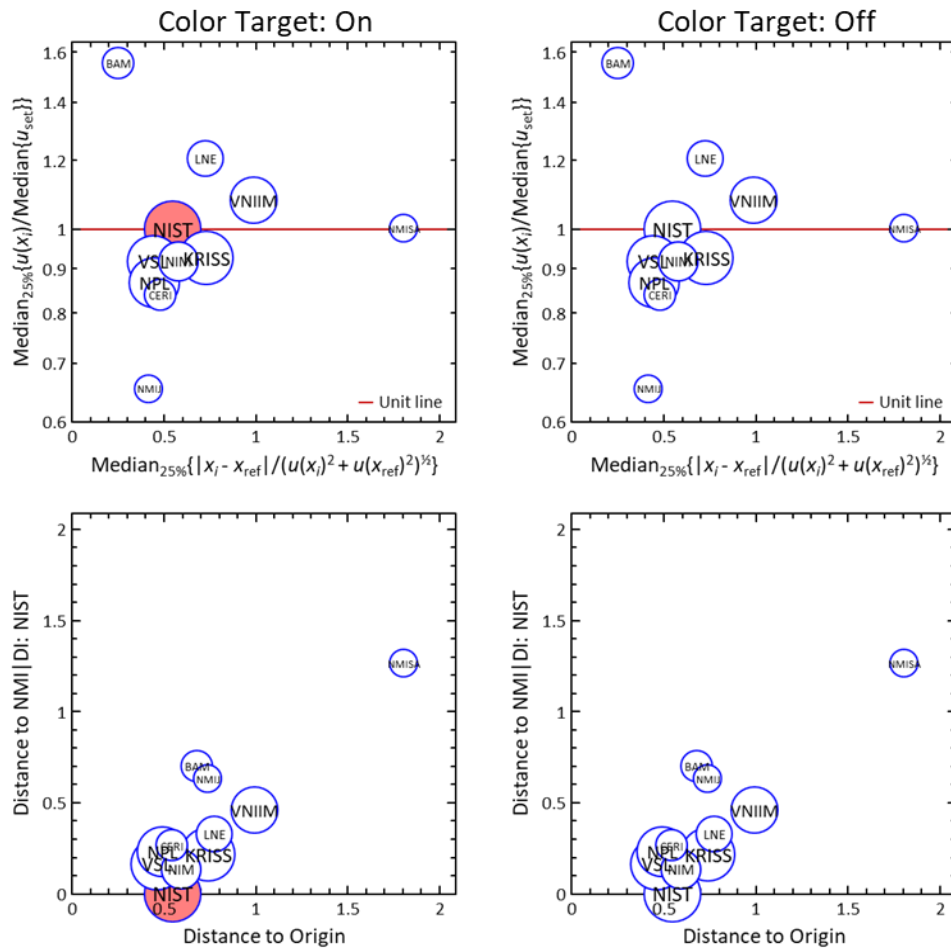 Color Target: On
Color Target: Off
Median25%{u(xi)/Median{uset}}
1.6
1.4
1.2
1
0.9
0.8
0.7
0.6
BAM
LNE
VNIIM
NIST
NMISA
VSL
NIM
KRISS
NPL
CERI
NMIJ
Unit line
0
0.5
1
1.5
2
Median25%{|xi - xref|/(u(xi)2 + u(xref)2)½}
Median25%{u(xi)/Median{uset}}
1.6
1.4
1.2
1
0.9
0.8
0.7
0.6
BAM
LNE
VNIIM
NIST
NMISA
VSL
NIM
KRISS
NPL
CERI
NMIJ
Unit line
0
0.5
1
1.5
2
Median25%{|xi - xref|/(u(xi)2 + u(xref)2)½}
Distance to NMI|DI: NIST
2
1.5
1
0.5
0
NMISA
BAM
NMIJ
VNIIM
LNE
CERI
NPL
KRISS
VSL
NIM
NIST
0
0.5
1
1.5
2
Distance to Origin
Distance to NMI|DI: NIST
2
1.5
1
0.5
0
NMISA
BAM
NMIJ
VNIIM
LNE
CERI
NPL
KRISS
VSL
NIM
NIST
0
0.5
1
1.5
2
Distance to Origin